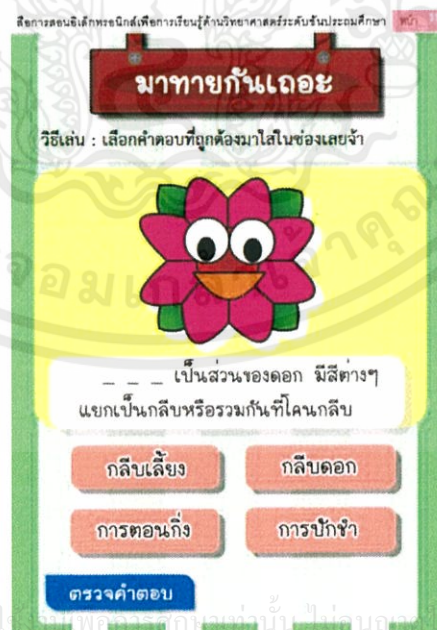 สื่อการสอนอิเล็กทรอนิกส์เพื่อการเรียนรู้ด้านวิทยาศาสตร์ระดับชั้นประถมศึกษา หน้า
มาทายกันเถอะ
วิธีเล่น : เลือกคำตอบที่ถูกต้องมาใส่ในช่องเลยจ้า
_ _ _ เป็นส่วนของดอก มีสีต่างๆ
แยกเป็นกลีบหรือรวมกันที่โคนกลีบ
กลีบเลี้ยง กลีบดอก
การตอนกิ่ง การปักชำ
ตรวจคำตอบ